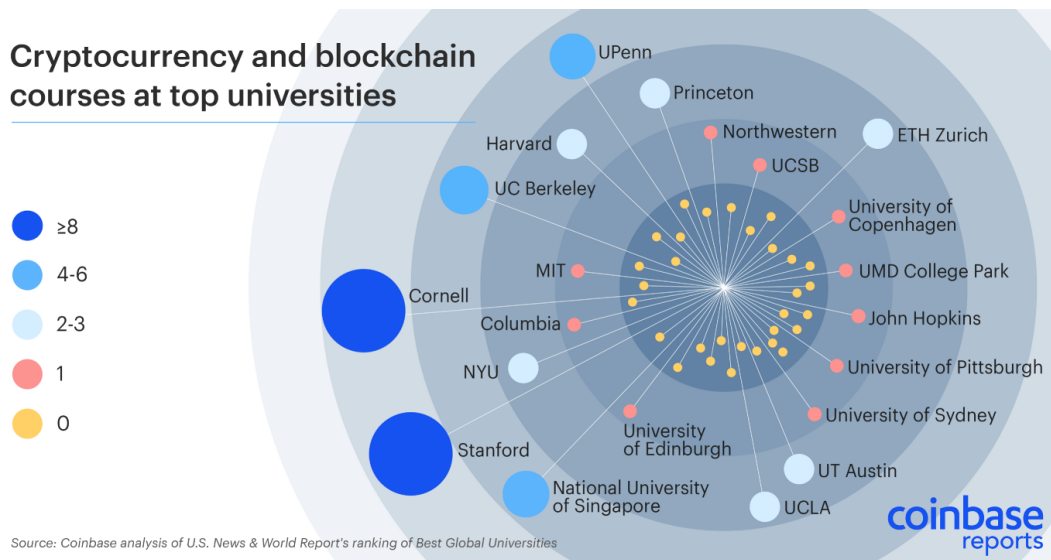 Cryptocurrency and blockchain
courses at top universities
≥8
4-6
2-3
1
0
UPenn
Princeton
Northwestern
ETH Zurich
Harvard
UCSB
UC Berkeley
University of
Copenhagen
MIT
UMD College Park
Cornell
Columbia
John Hopkins
NYU
University of Pittsburgh
University of Sydney
University
of Edinburgh
Stanford
UT Austin
National University
of Singapore
UCLA
coinbase
reports
Source: Coinbase analysis of U.S. News & World Report's ranking of Best Global Universities